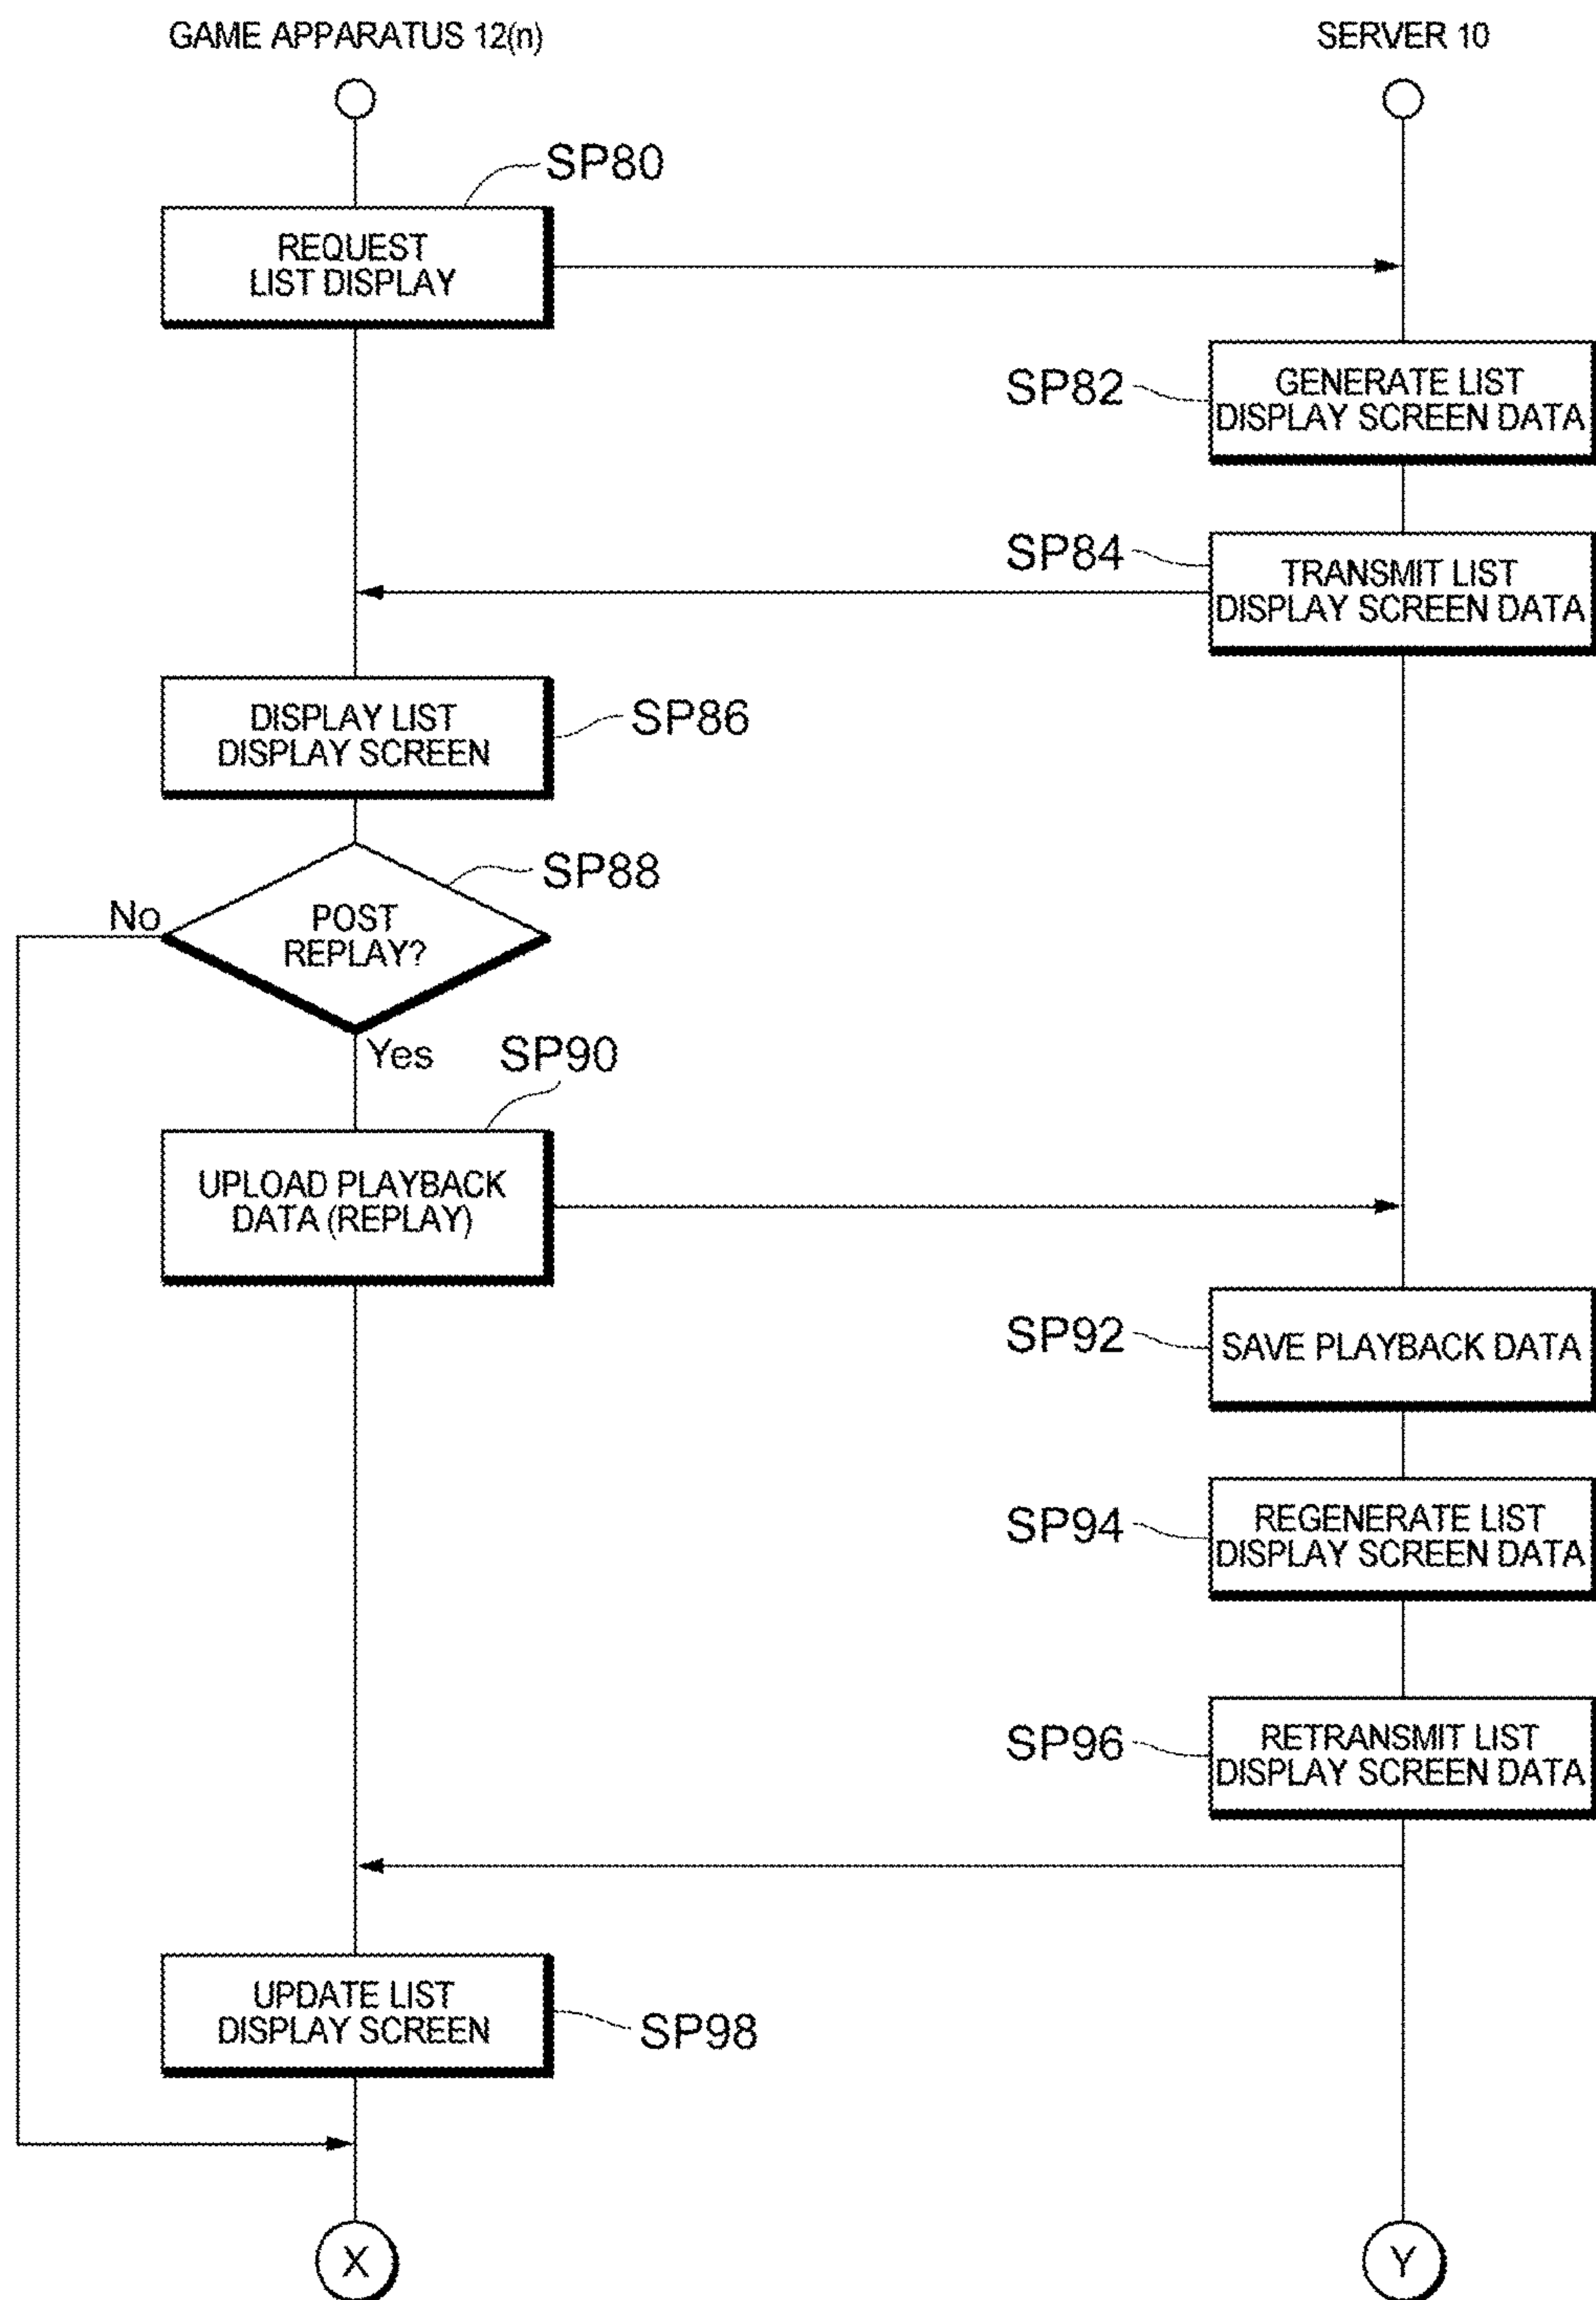 GAME APPARATUS 12(n)
SERVER 10
SP80
REQUEST
LIST DISPLAY
SP82
GENERATE LIST
DISPLAY SCREEN DATA
SP84
TRANSMIT LIST
DISPLAY SCREEN DATA
DISPLAY LIST
DISPLAY SCREEN
SP86
SP88
No
POST
REPLAY?
Yes
SP90
UPLOAD PLAYBACK
DATA (REPLAY)
SP92
SAVE PLAYBACK DATA
SP94
REGENERATE LIST
DISPLAY SCREEN DATA
SP96
RETRANSMIT LIST
DISPLAY SCREEN DATA
UPDATE LIST
DISPLAY SCREEN
SP98
X
Y